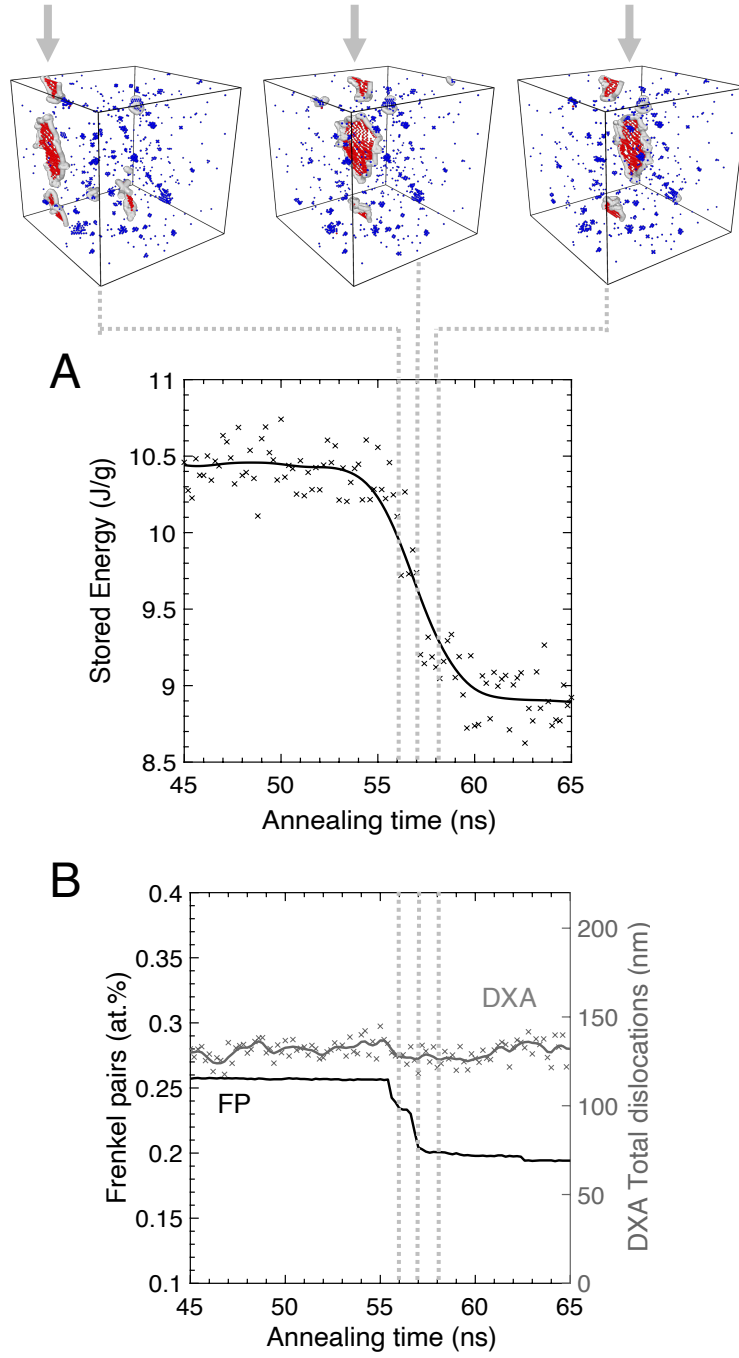 A
11
10.5
10
9.5
9
8.5
Stored Energy (J/g)
45 50 55 60 65
Annealing time (ns)
B
0.4
0.35
0.3
0.25
0.2
0.15
0.1
Frenkel pairs (at.%)
DXA
FP
200
150
100
50
0
DXA Total dislocations (nm)
45 50 55 60 65
Annealing time (ns)